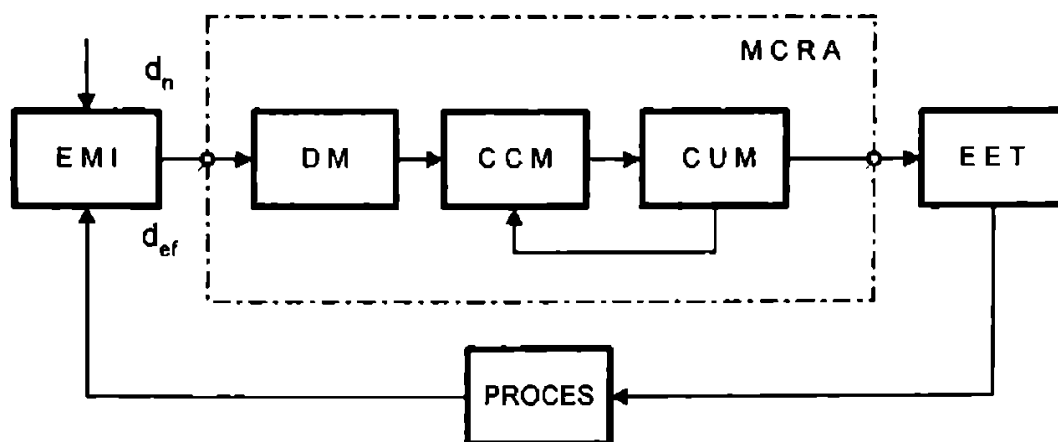 MCRA
d_n
EMI
DM
CCM
CUM
EET
d_ef
PROCES